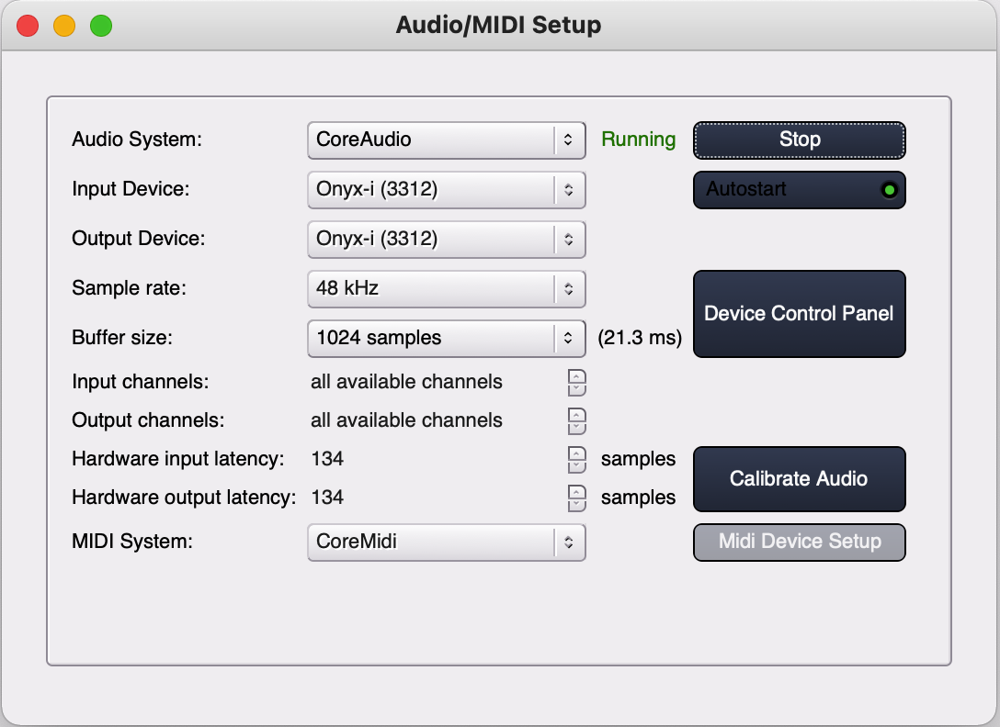 Audio/MIDI Setup
Audio System: CoreAudio Running Stop
Input Device: Onyx-i (3312) Autostart
Output Device: Onyx-i (3312)
Sample rate: 48 kHz
Device Control Panel
Buffer size: 1024 samples (21.3 ms)
Input channels: all available channels
Output channels: all available channels
Hardware input latency: 134 samples
Calibrate Audio
Hardware output latency: 134 samples
MIDI System: CoreMidi Midi Device Setup